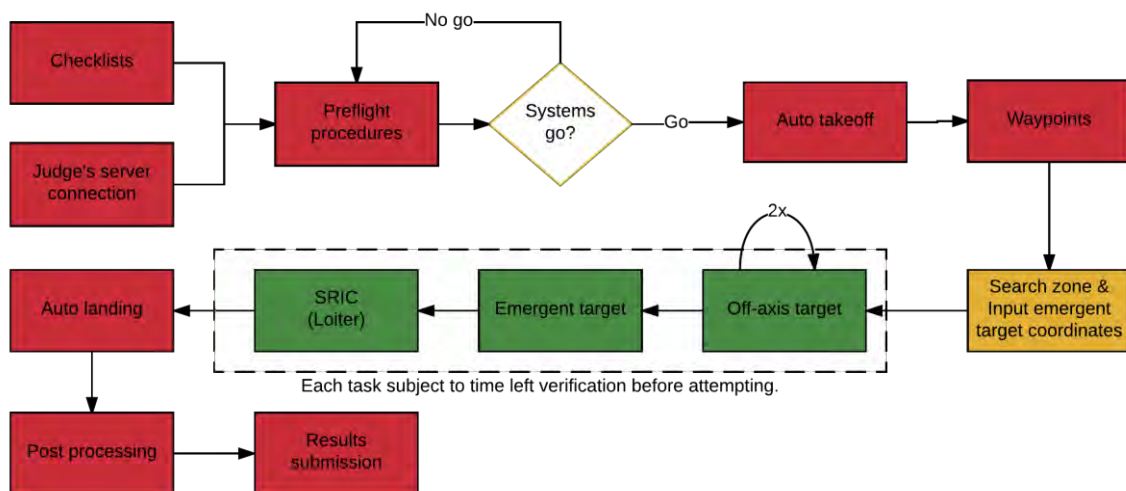 No go
Checklists
Preflight
procedures
Systems
go?
Go
Auto takeoff
Waypoints
Judge's server
connection
2x
Auto landing
SRIC
(Loiter)
Emergent target
Off-axis target
Search zone &
Input emergent
target coordinates
Each task subject to time left verification before attempting.
Post processing
Results
submission